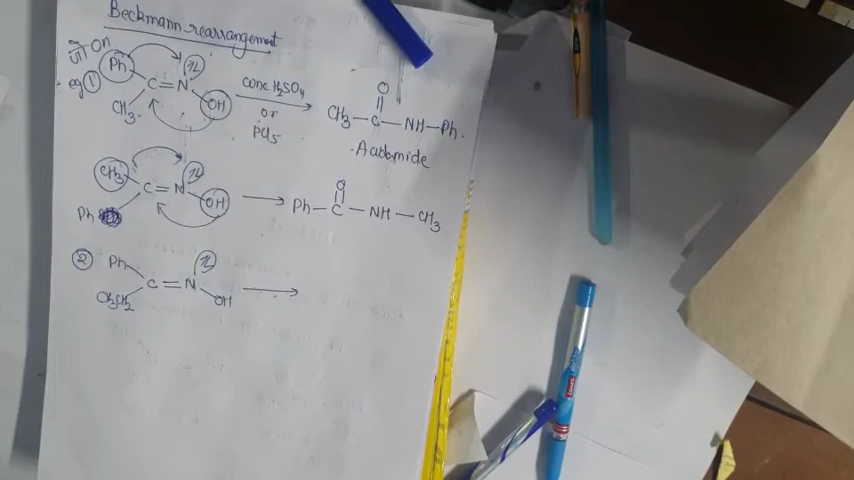 Beckmann rearrangement
eg ① Ph
C=N
OH
CH₃
conc H₂SO₄
or
PCl₅
O
CH₃-C-NH-Ph.
CH₃
C=N
OH
Ph
O
Ph-C-NH-CH₃
② Ph
C=N
OH
CH₃CH₂